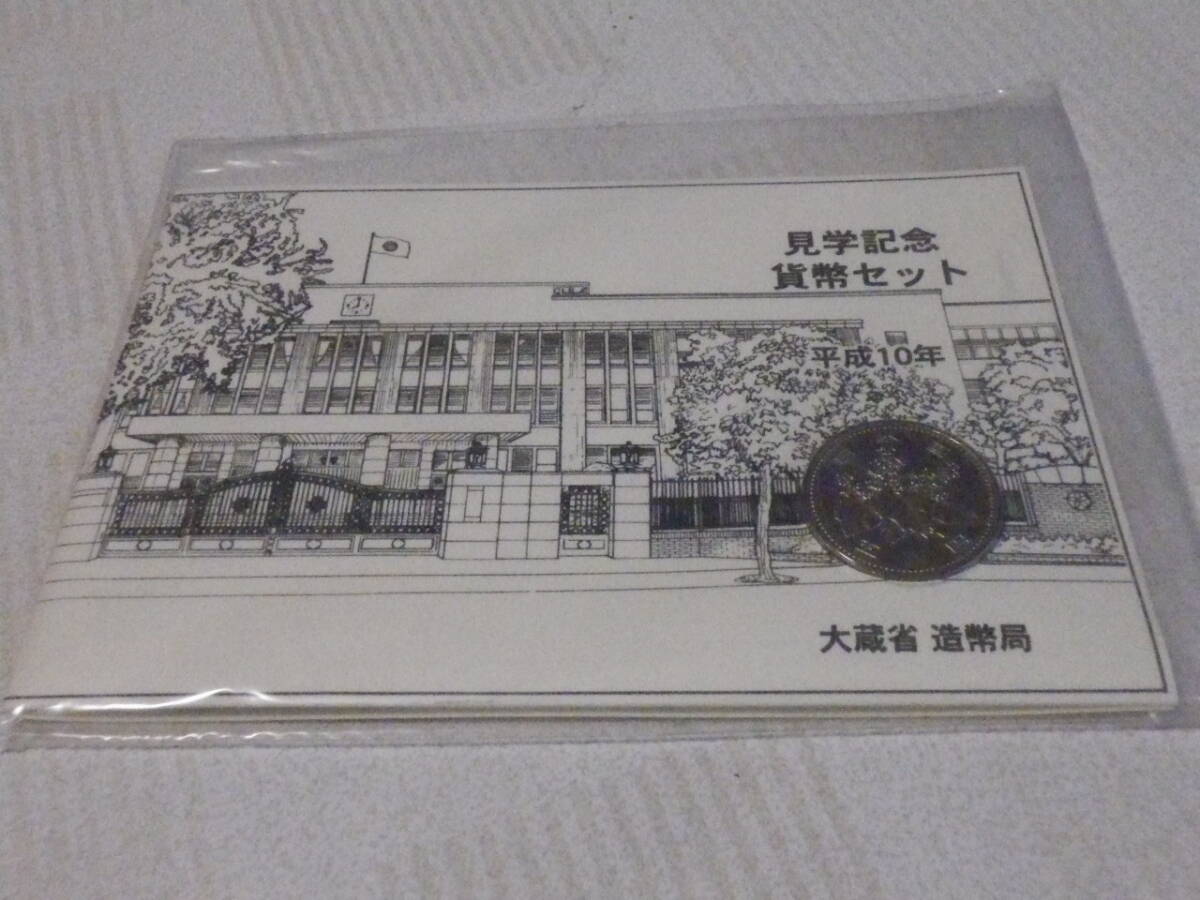 見学記念
貨幣セット
平成10年
大蔵省 造幣局